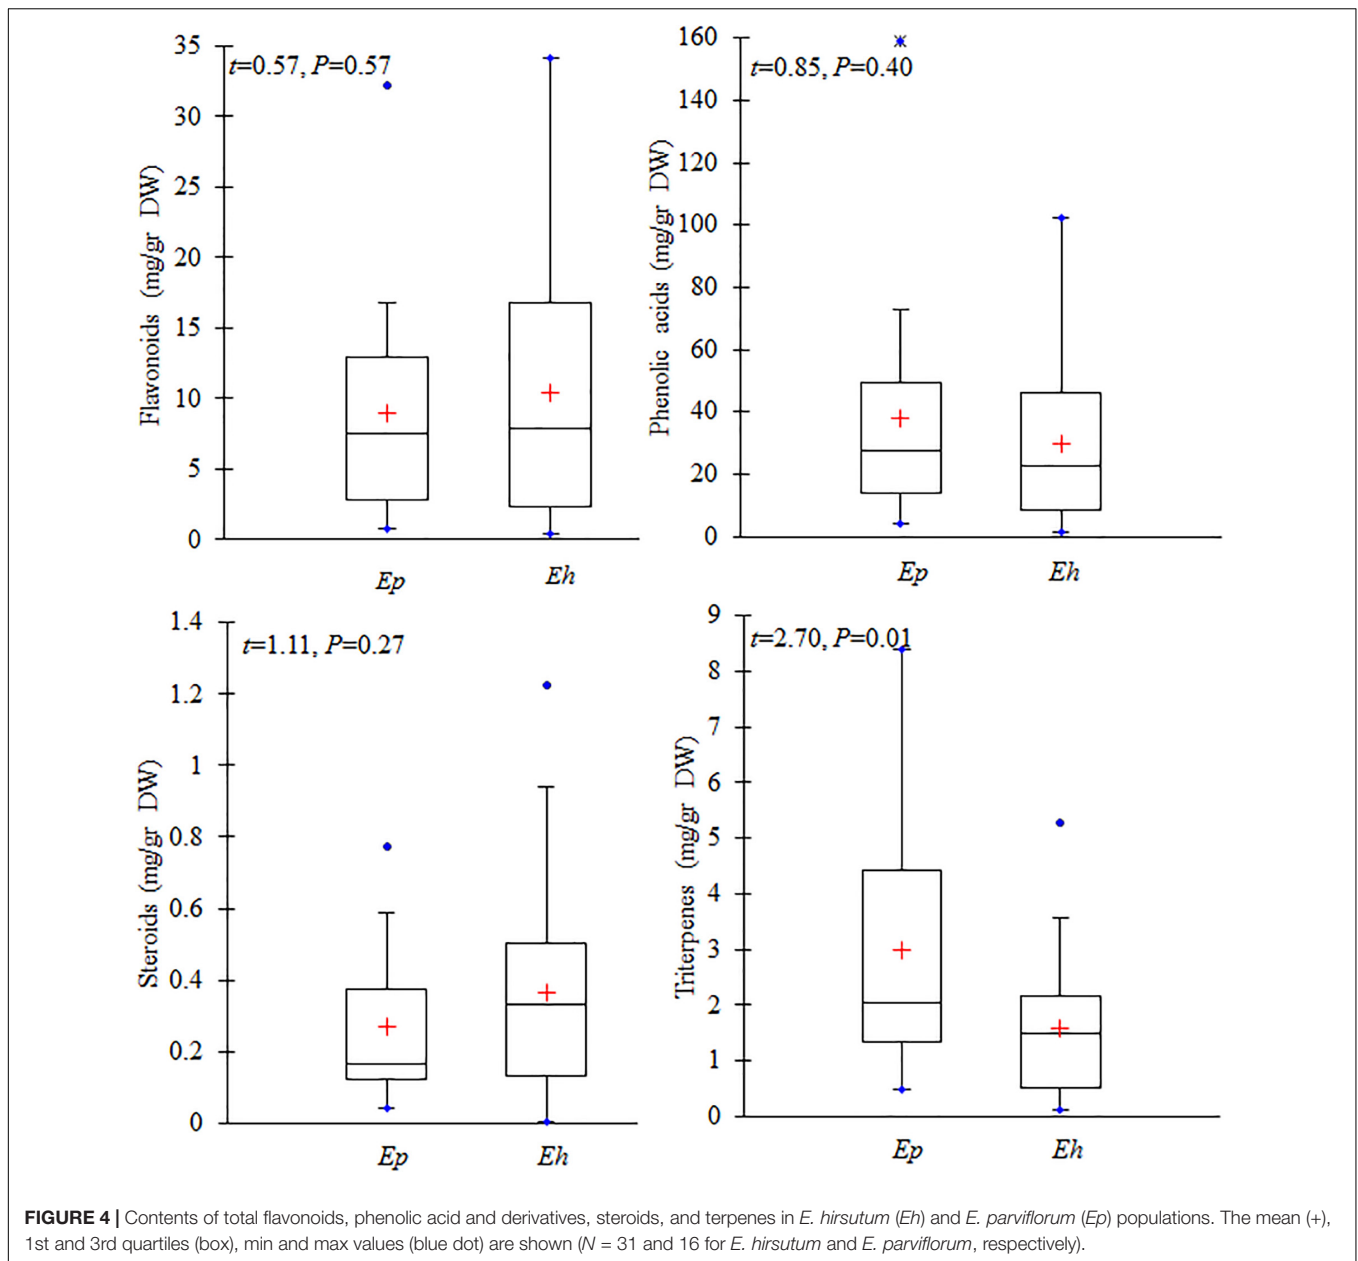 35
30
25
20
15
10
5
0
Flavonoids (mg/gr DW)
t=0.57, P=0.57
Ep
Eh
160
140
120
100
80
60
40
20
0
Phenolic acids (mg/gr DW)
t=0.85, P=0.40
Ep
Eh
1.4
1.2
1
0.8
0.6
0.4
0.2
0
Steroids (mg/gr DW)
t=1.11, P=0.27
Ep
Eh
9
8
7
6
5
4
3
2
1
0
Triterpenes (mg/gr DW)
t=2.70, P=0.01
Ep
Eh
FIGURE 4 | Contents of total flavonoids, phenolic acid and derivatives, steroids, and terpenes in E. hirsutum (Eh) and E. parviflorum (Ep) populations. The mean (+),
1st and 3rd quartiles (box), min and max values (blue dot) are shown (N = 31 and 16 for E. hirsutum and E. parviflorum, respectively).